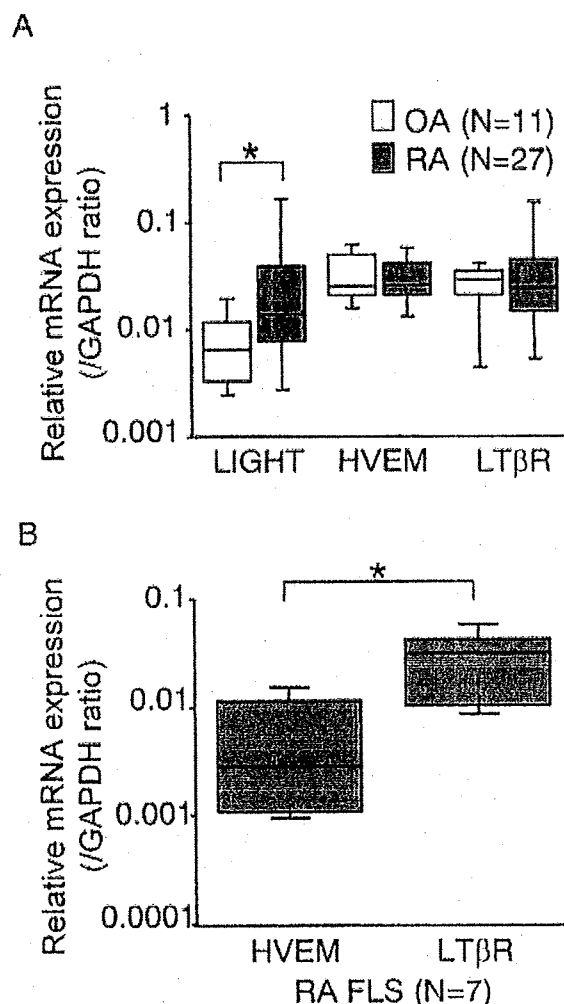 A
Relative mRNA expression
(/GAPDH ratio)
1
0.1
0.01
0.001
OA (N=11)
RA (N=27)
*
LIGHT HVEM LTβR
B
Relative mRNA expression
(/GAPDH ratio)
0.1
0.01
0.001
0.0001
*
HVEM LTβR
RA FLS (N=7)